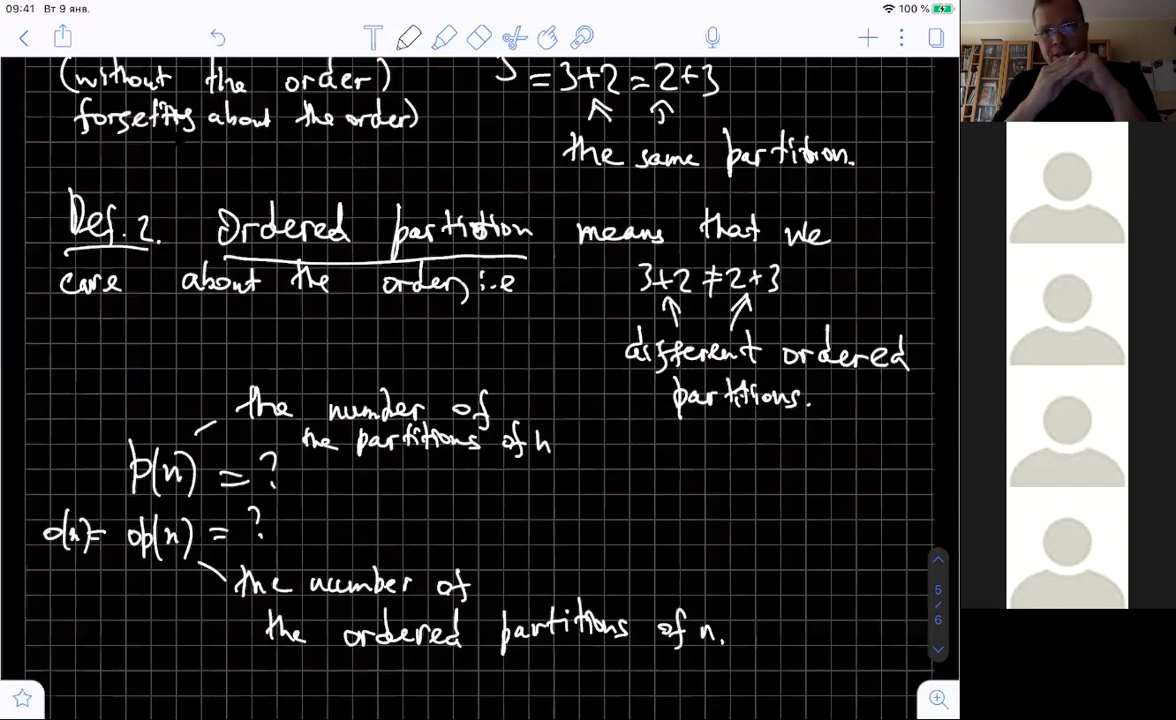 09:41 Вт 9 янв.
100 %
(without the order)
forgetting about the order)
5 = 3+2 = 2+3
the same partition.
Def. 2. Ordered partition means that we
care about the order, i.e
3+2 ≠ 2+3
different ordered
partitions.
the number of
the partitions of n
p(n) = ?
o(n) = op(n) = ?
the number of
the ordered partitions of n.
5
/
6